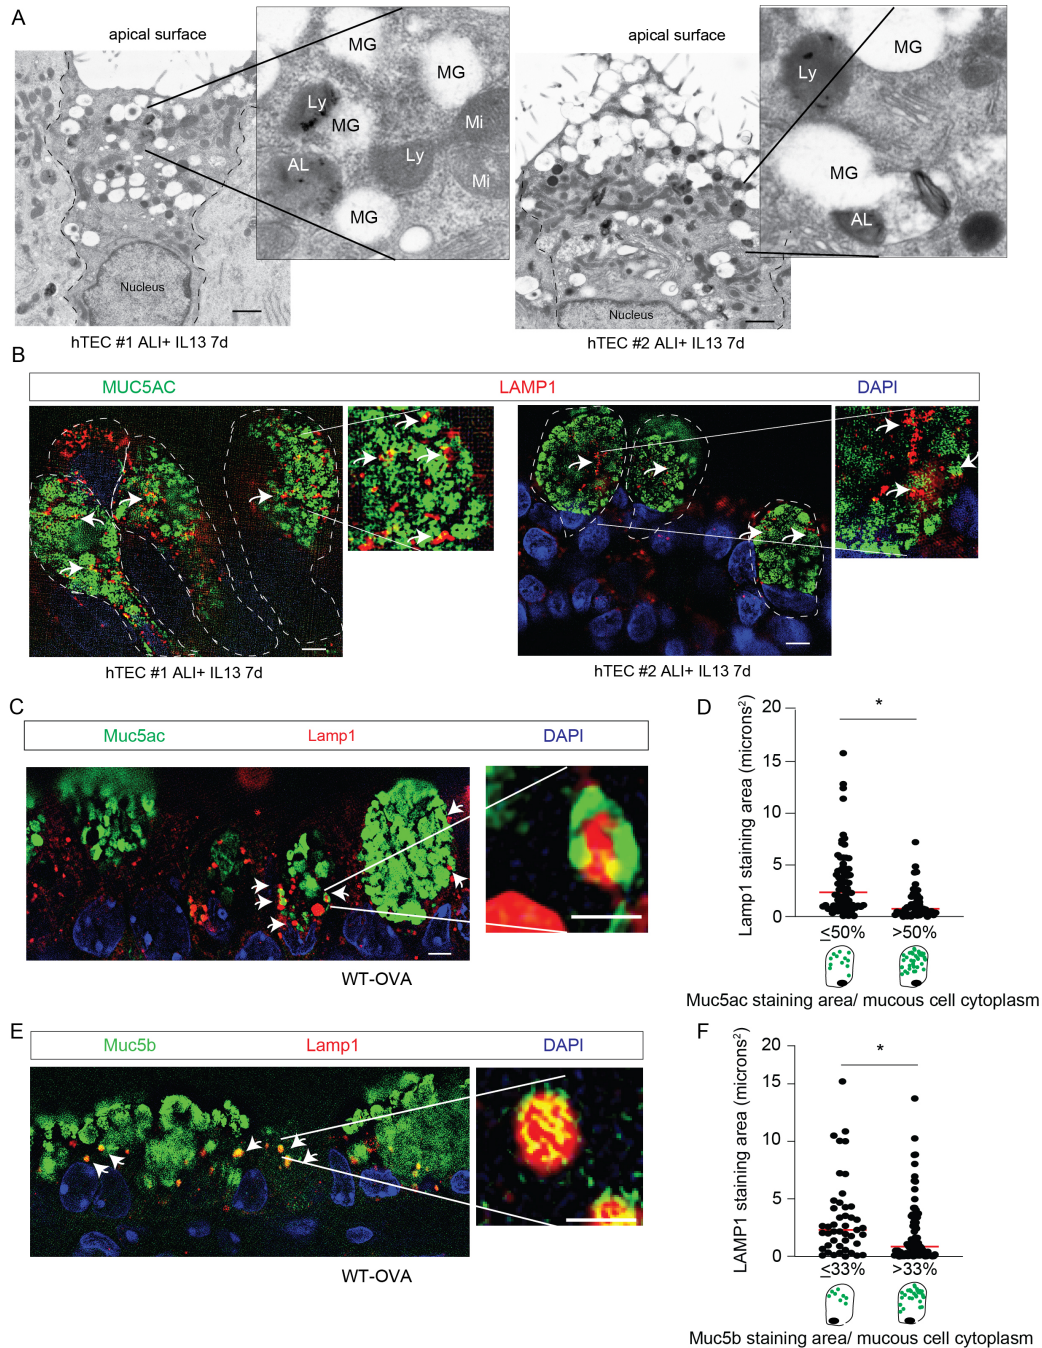 A
apical surface
MG
MG
Ly
MG
Mi
Ly
AL
Mi
MG
Nucleus
hTEC #1 ALI+ IL13 7d
apical surface
MG
Ly
MG
AL
Nucleus
hTEC #2 ALI+ IL13 7d
B
MUC5AC LAMP1 DAPI
hTEC #1 ALI+ IL13 7d
hTEC #2 ALI+ IL13 7d
C
Muc5ac Lamp1 DAPI
WT-OVA
D
Lamp1 staining area (microns²)
20
15
10
5
0
*
≤50% >50%
Muc5ac staining area/ mucous cell cytoplasm
E
Muc5b Lamp1 DAPI
WT-OVA
F
LAMP1 staining area (microns²)
20
15
10
5
0
*
≤33% >33%
Muc5b staining area/ mucous cell cytoplasm